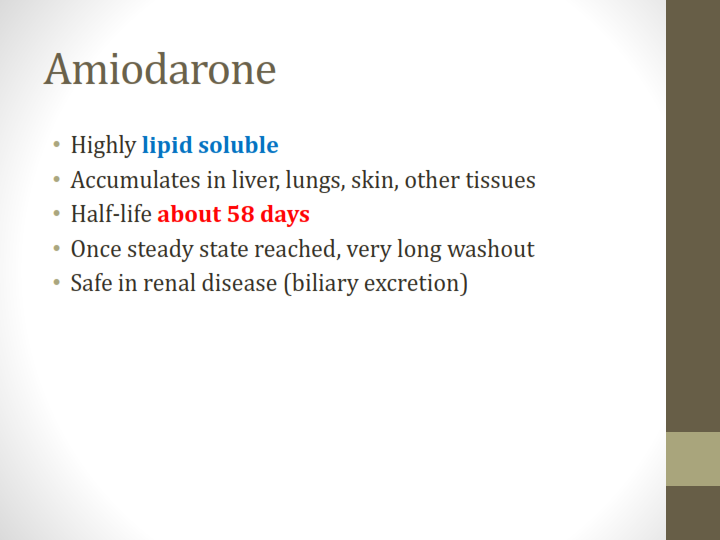 Amiodarone
• Highly lipid soluble
• Accumulates in liver, lungs, skin, other tissues
• Half-life about 58 days
• Once steady state reached, very long washout
• Safe in renal disease (biliary excretion)